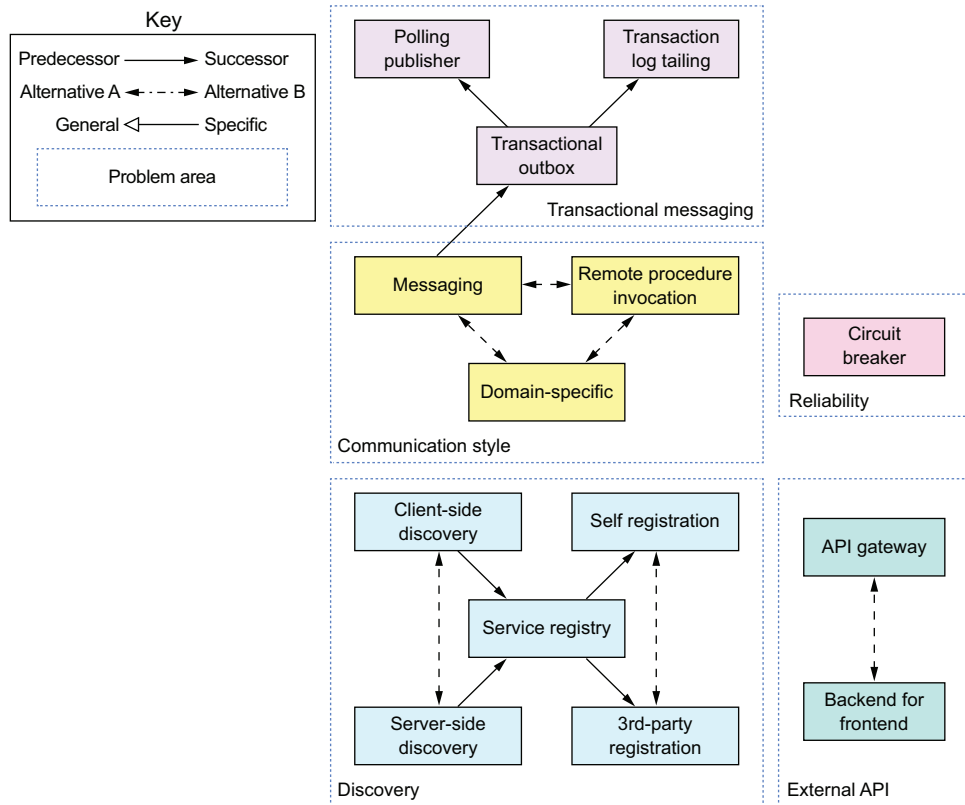 Key
Predecessor
Successor
Alternative A
Alternative B
General
Specific
Problem area
Polling
publisher
Transaction
log tailing
Transactional
outbox
Transactional messaging
Messaging
Remote procedure
invocation
Domain-specific
Communication style
Circuit
breaker
Reliability
Client-side
discovery
Self registration
Service registry
Server-side
discovery
3rd-party
registration
Discovery
API gateway
Backend for
frontend
External API